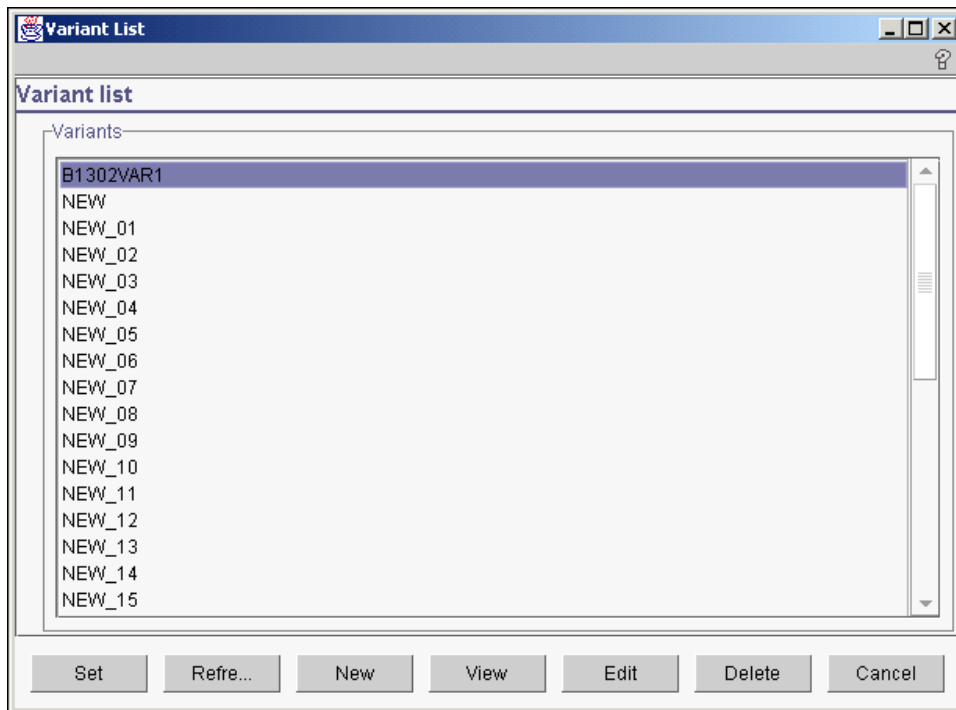 Variant List
Variant list
Variants
B1302VAR1
NEW
NEW_01
NEW_02
NEW_03
NEW_04
NEW_05
NEW_06
NEW_07
NEW_08
NEW_09
NEW_10
NEW_11
NEW_12
NEW_13
NEW_14
NEW_15
Set Refre... New View Edit Delete Cancel